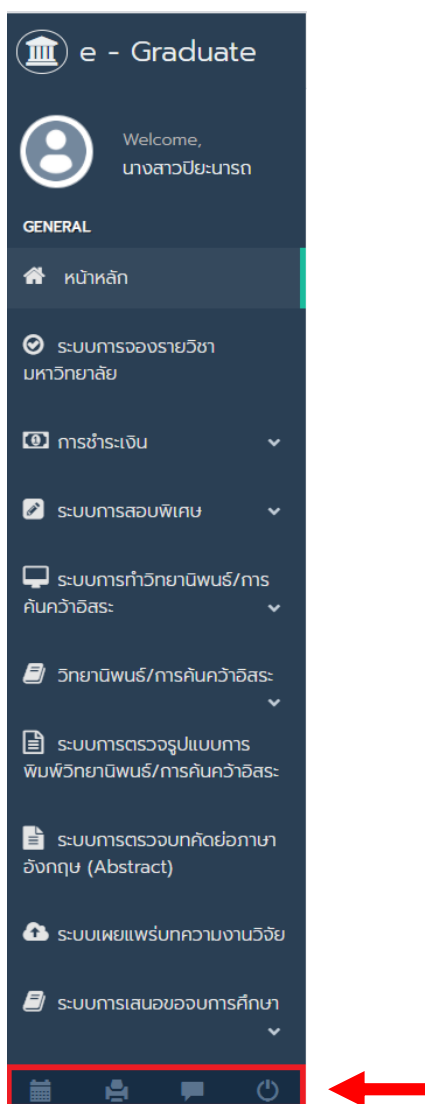 e - Graduate
Welcome,
นางสาวปิยะนารถ
GENERAL
หน้าหลัก
ระบบการจองรายวิชา
มหาวิทยาลัย
การชำระเงิน
ระบบการสอบพิเศษ
ระบบการทำวิทยานิพนธ์/การ
ค้นคว้าอิสระ
วิทยานิพนธ์/การค้นคว้าอิสระ
ระบบการตรวจรูปแบบการ
พิมพ์วิทยานิพนธ์/การค้นคว้าอิสระ
ระบบการตรวจบทคัดย่อภาษา
อังกฤษ (Abstract)
ระบบเผยแพร่บทความงานวิจัย
ระบบการเสนอขอจบการศึกษา